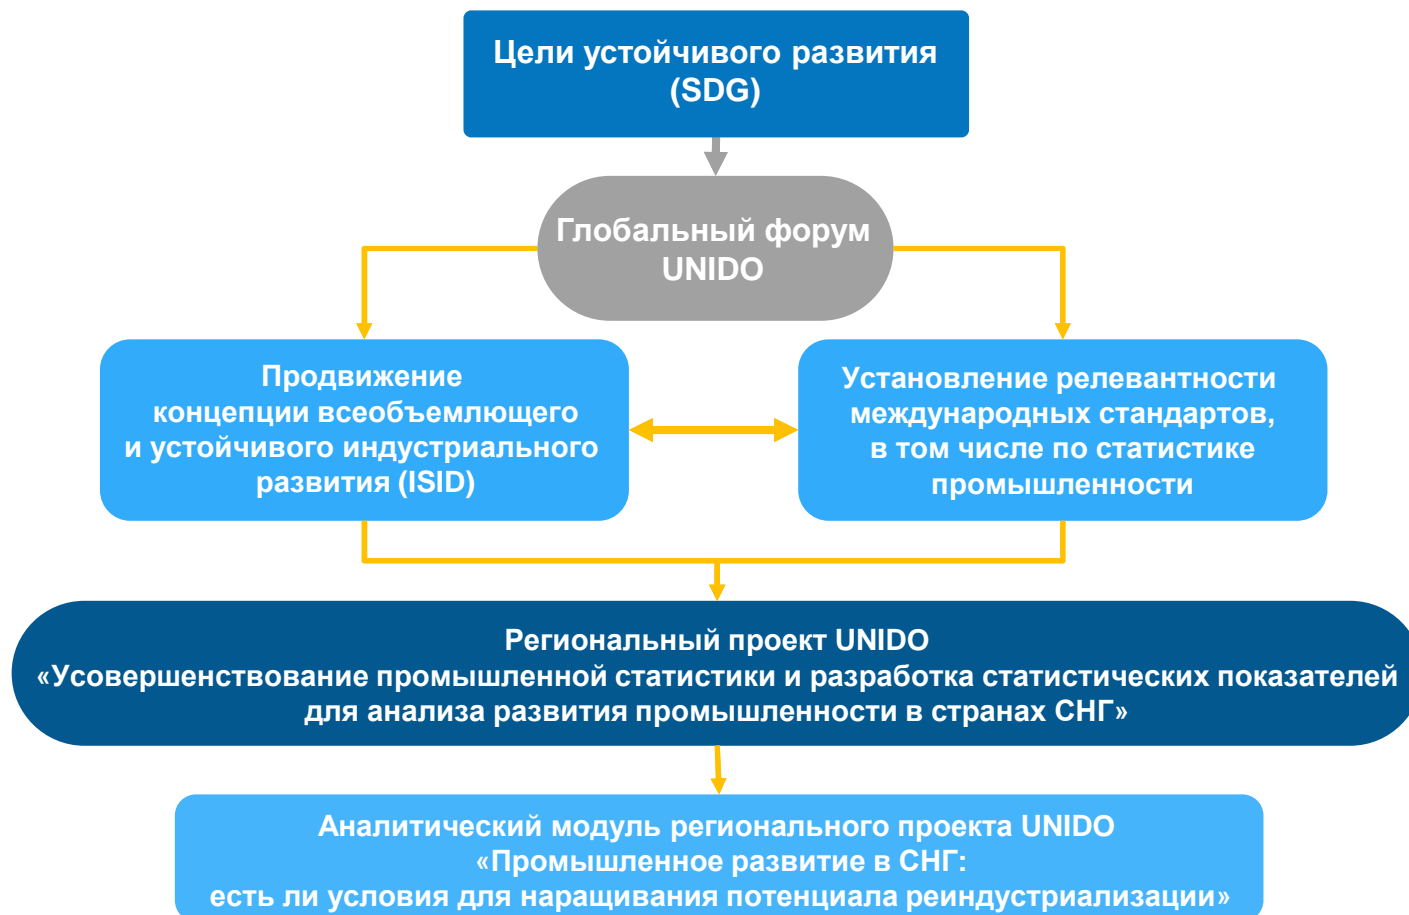 Цели устойчивого развития
(SDG)
Глобальный форум
UNIDO
Продвижение
концепции всеобъемлющего
и устойчивого индустриального
развития (ISID)
Установление релевантности
международных стандартов,
в том числе по статистике
промышленности
Региональный проект UNIDO
«Усовершенствование промышленной статистики и разработка статистических показателей
для анализа развития промышленности в странах СНГ»
Аналитический модуль регионального проекта UNIDO
«Промышленное развитие в СНГ:
есть ли условия для наращивания потенциала реиндустриализации»